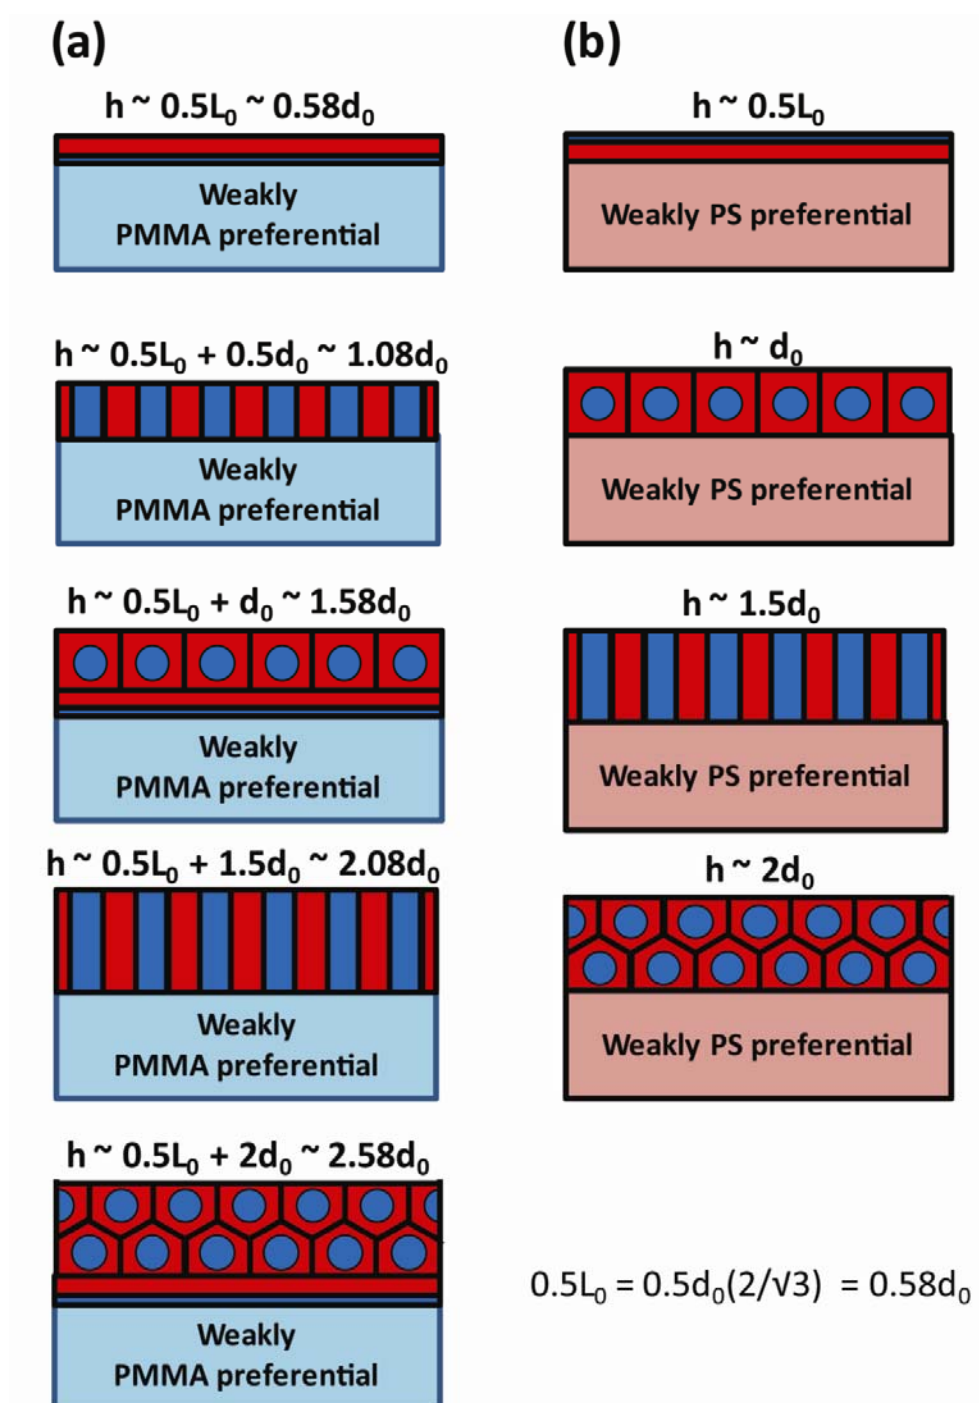 (a)
h ~ 0.5L₀ ~ 0.58d₀
Weakly
PMMA preferential
h ~ 0.5L₀ + 0.5d₀ ~ 1.08d₀
Weakly
PMMA preferential
h ~ 0.5L₀ + d₀ ~ 1.58d₀
Weakly
PMMA preferential
h ~ 0.5L₀ + 1.5d₀ ~ 2.08d₀
Weakly
PMMA preferential
h ~ 0.5L₀ + 2d₀ ~ 2.58d₀
Weakly
PMMA preferential
(b)
h ~ 0.5L₀
Weakly PS preferential
h ~ d₀
Weakly PS preferential
h ~ 1.5d₀
Weakly PS preferential
h ~ 2d₀
Weakly PS preferential
0.5L₀ = 0.5d₀(2/√3) = 0.58d₀